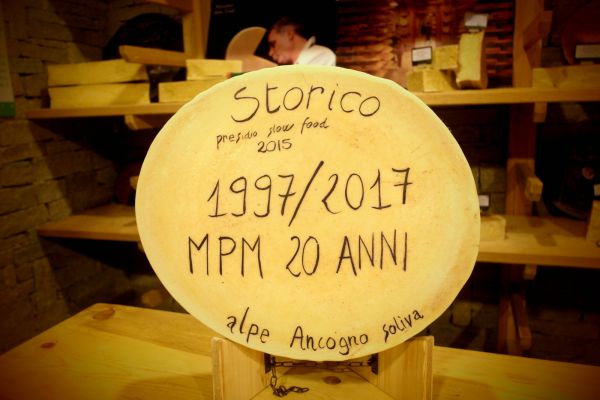 Storico
presidio slow food
2015
1997/2017
MPM 20 ANNI
alpe Ancogno soliva